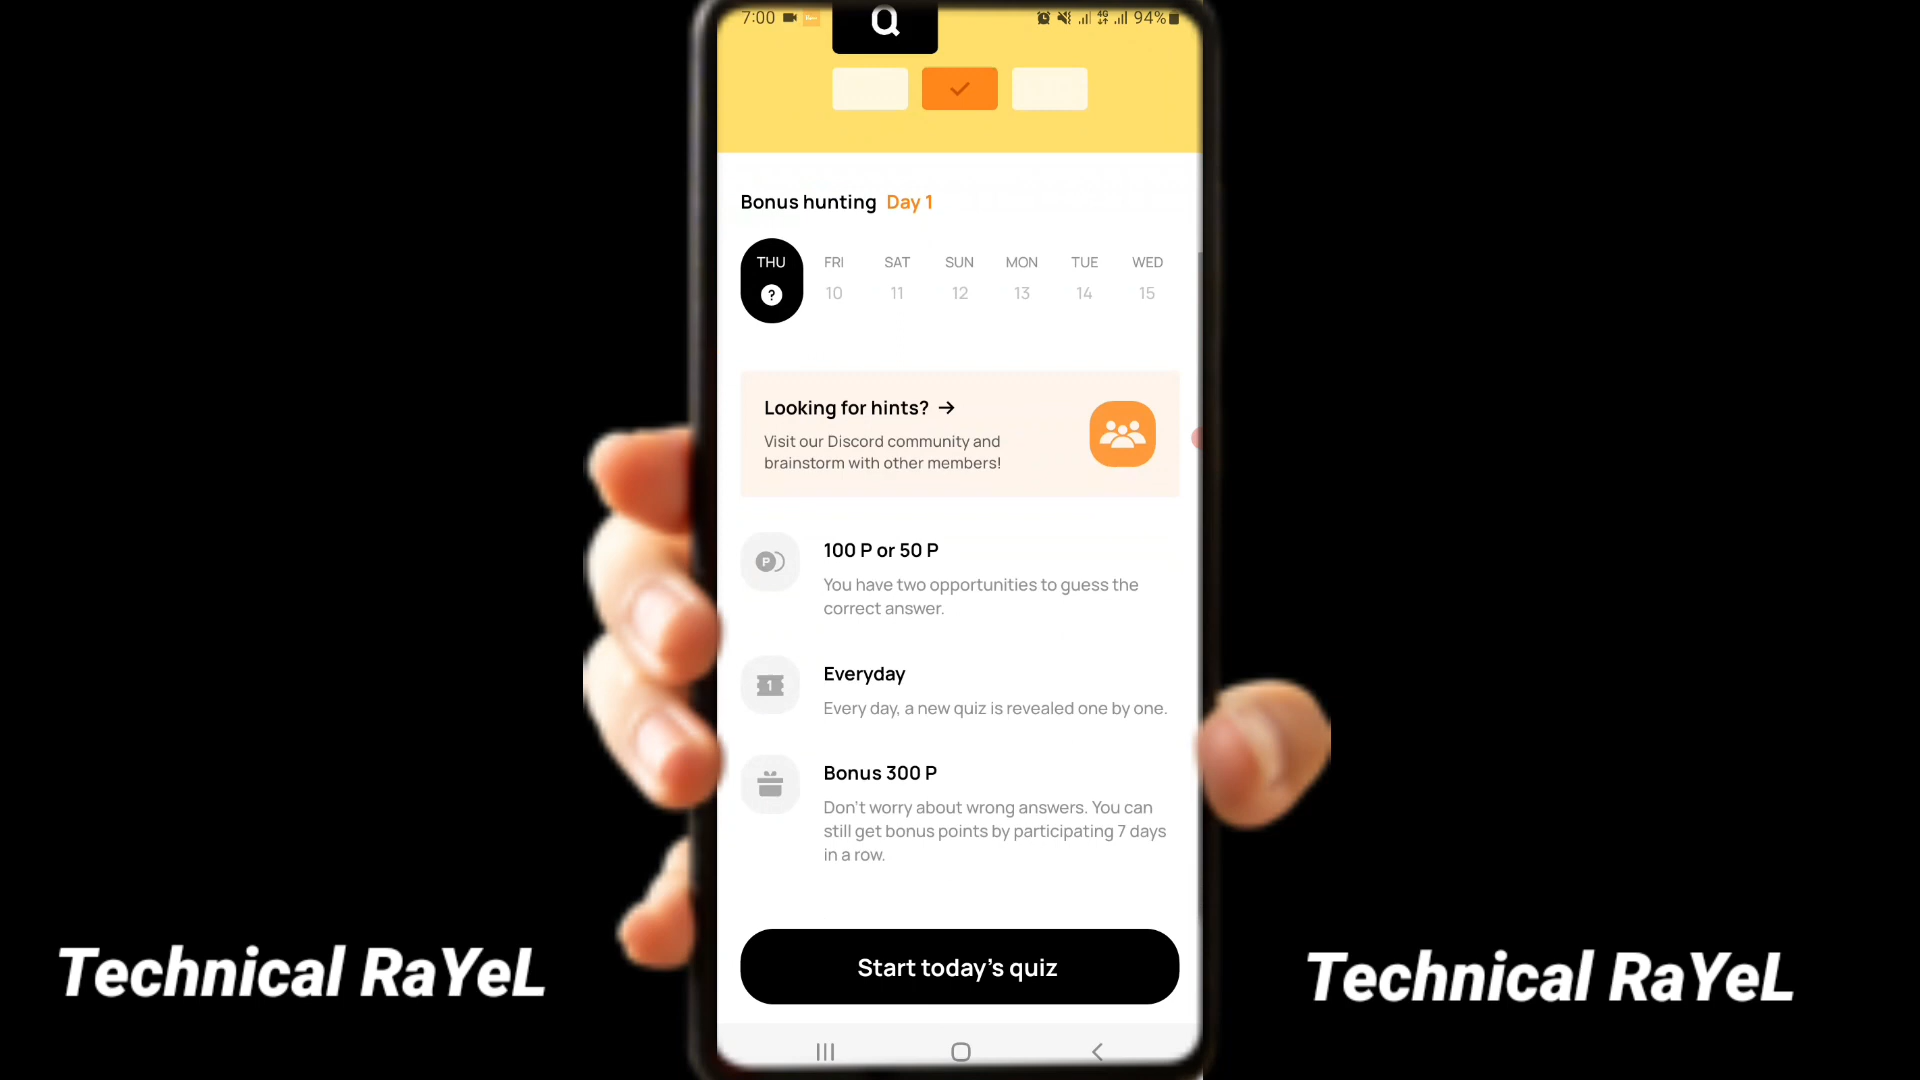 7:00
4G
94%
Q
Bonus hunting Day 1
THU FRI SAT SUN MON TUE WED
? 10 11 12 13 14 15
Looking for hints? →
Visit our Discord community and
brainstorm with other members!
P
100 P or 50 P
You have two opportunities to guess the
correct answer.
1
Everyday
Every day, a new quiz is revealed one by one.
Bonus 300 P
Don't worry about wrong answers. You can
still get bonus points by participating 7 days
in a row.
Start today's quiz
Technical RaYeL
Technical RaYeL